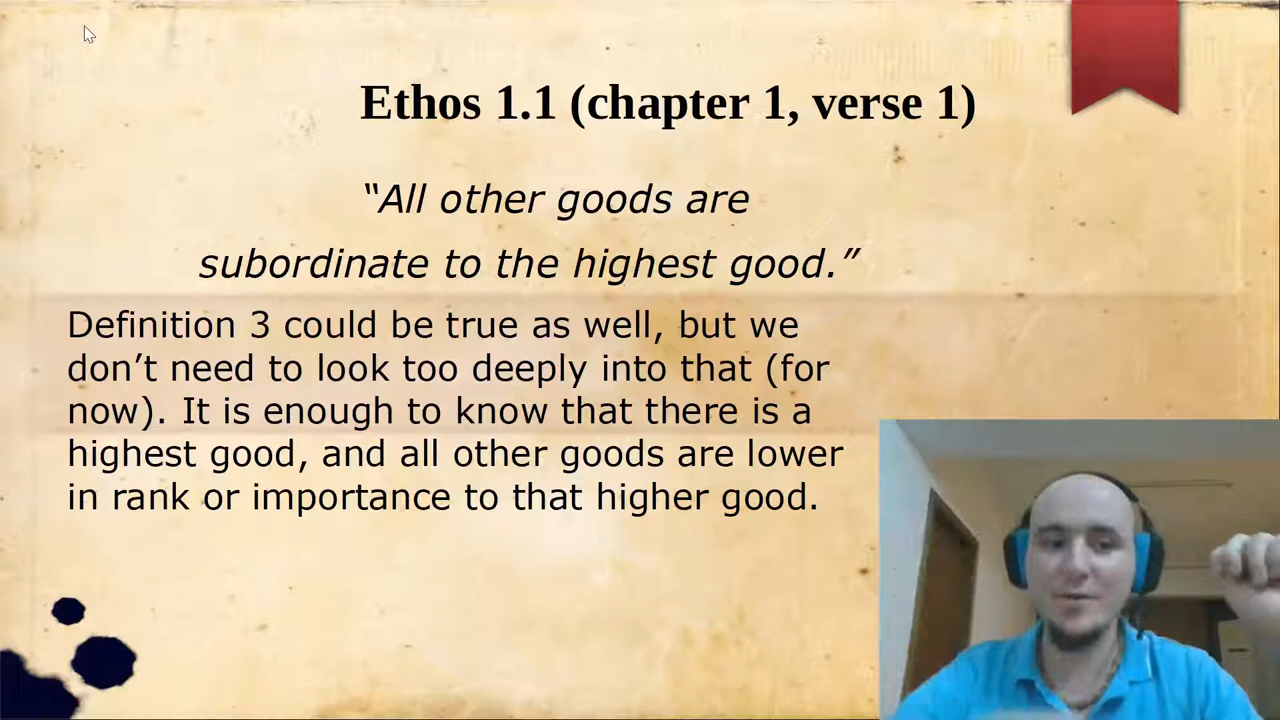 Ethos 1.1 (chapter 1, verse 1)
“All other goods are
subordinate to the highest good.”
Definition 3 could be true as well, but we
don’t need to look too deeply into that (for
now). It is enough to know that there is a
highest good, and all other goods are lower
in rank or importance to that higher good.